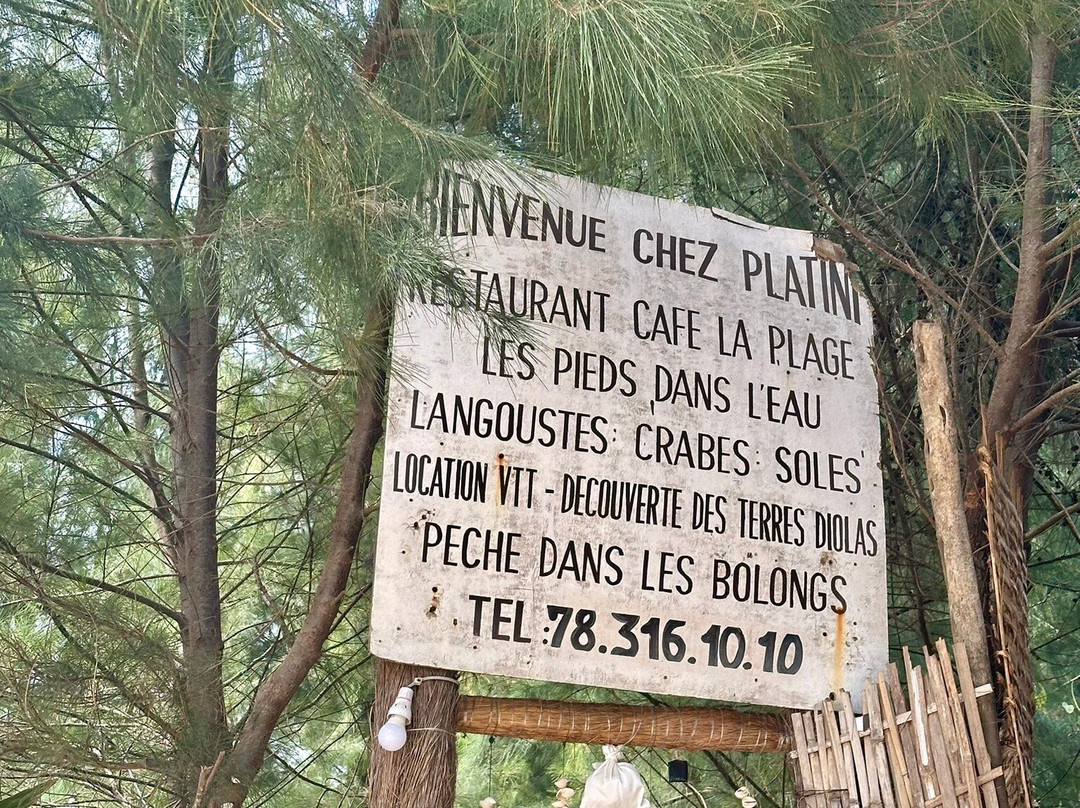 BIENVENUE CHEZ PLATINI
RESTAURANT CAFE LA PLAGE
LES PIEDS DANS L'EAU
LANGOUSTES: CRABES: SOLES
LOCATION VTT - DECOUVERTE DES TERRES DIOLAS
PECHE DANS LES BOLONGS
TEL: 78.316.10.10